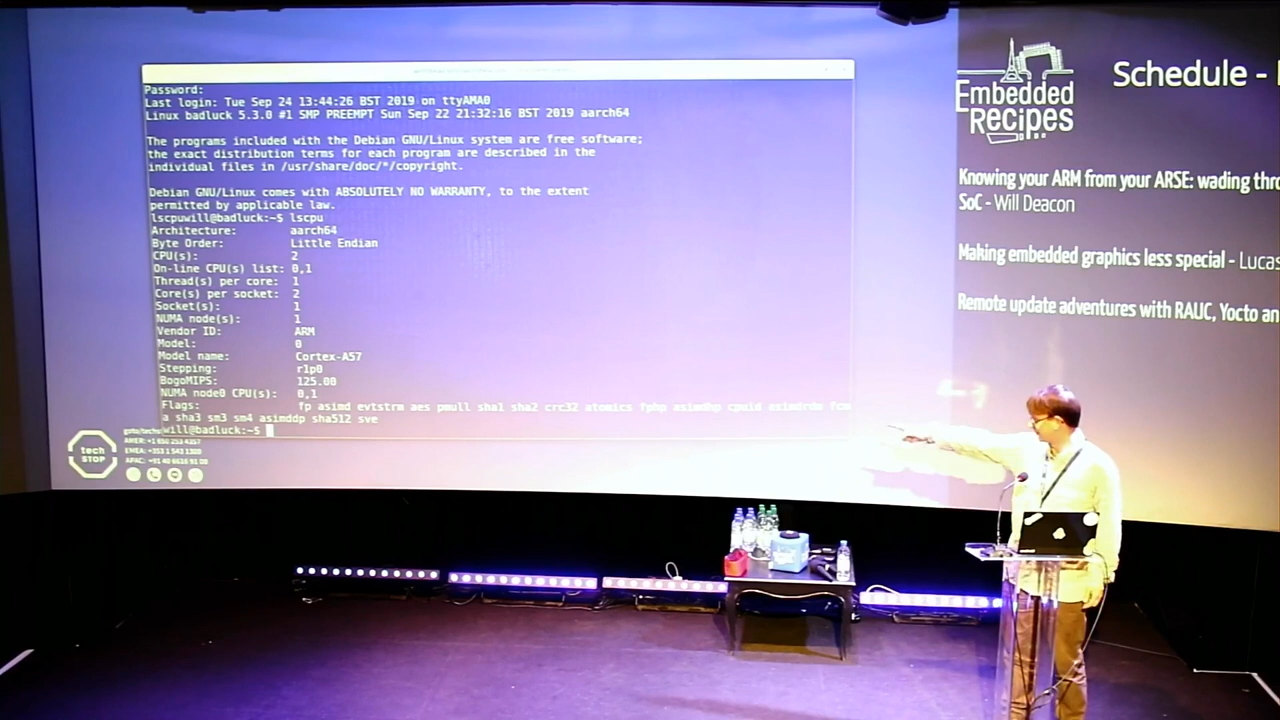 Password:
Last login: Tue Sep 24 13:44:26 BST 2019 on ttyAMA0
Linux badluck 5.3.0 #1 SMP PREEMPT Sun Sep 22 21:32:16 BST 2019 aarch64
The programs included with the Debian GNU/Linux system are free software;
the exact distribution terms for each program are described in the
individual files in /usr/share/doc/*/copyright.
Debian GNU/Linux comes with ABSOLUTELY NO WARRANTY, to the extent
permitted by applicable law.
lscpuwill@badluck:~$ lscpu
Architecture: aarch64
Byte Order: Little Endian
CPU(s): 2
On-line CPU(s) list: 0,1
Thread(s) per core: 1
Core(s) per socket: 2
Socket(s): 1
NUMA node(s): 1
Vendor ID: ARM
Model: 0
Model name: Cortex-A57
Stepping: r1p0
BogoMIPS: 125.00
NUMA node0 CPU(s): 0,1
Flags: fp asimd evtstrm aes pmull sha1 sha2 crc32 atomics fphp asimdhp cpuid asimdrdm fcm
a sha3 sm3 sm4 asimddp sha512 sve
will@badluck:~$
tech
STOP
Embedded
Recipes
Schedule -
Knowing your ARM from your ARSE: wading thr
SoC - Will Deacon
Making embedded graphics less special - Lucas
Remote update adventures with RAUC, Yocto an